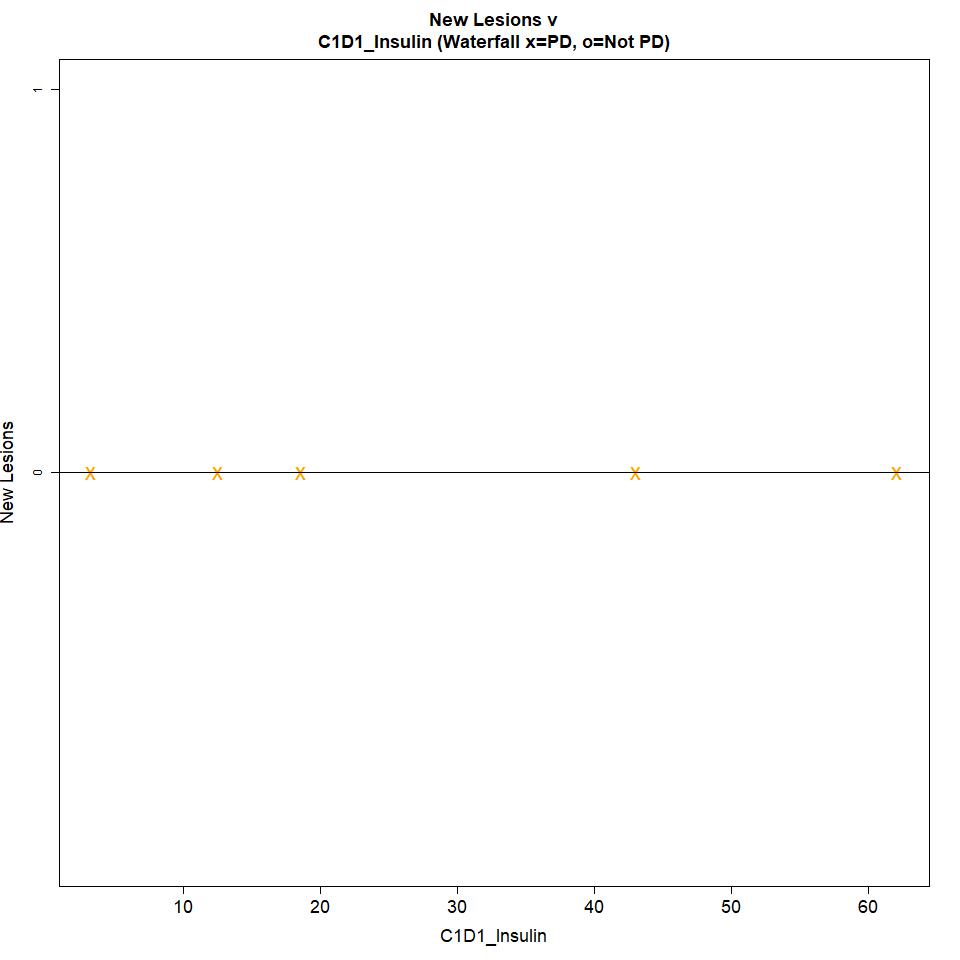 New Lesions v
C1D1_Insulin (Waterfall x=PD, o=Not PD)
1
0
New Lesions
x x x x x
10 20 30 40 50 60
C1D1_Insulin